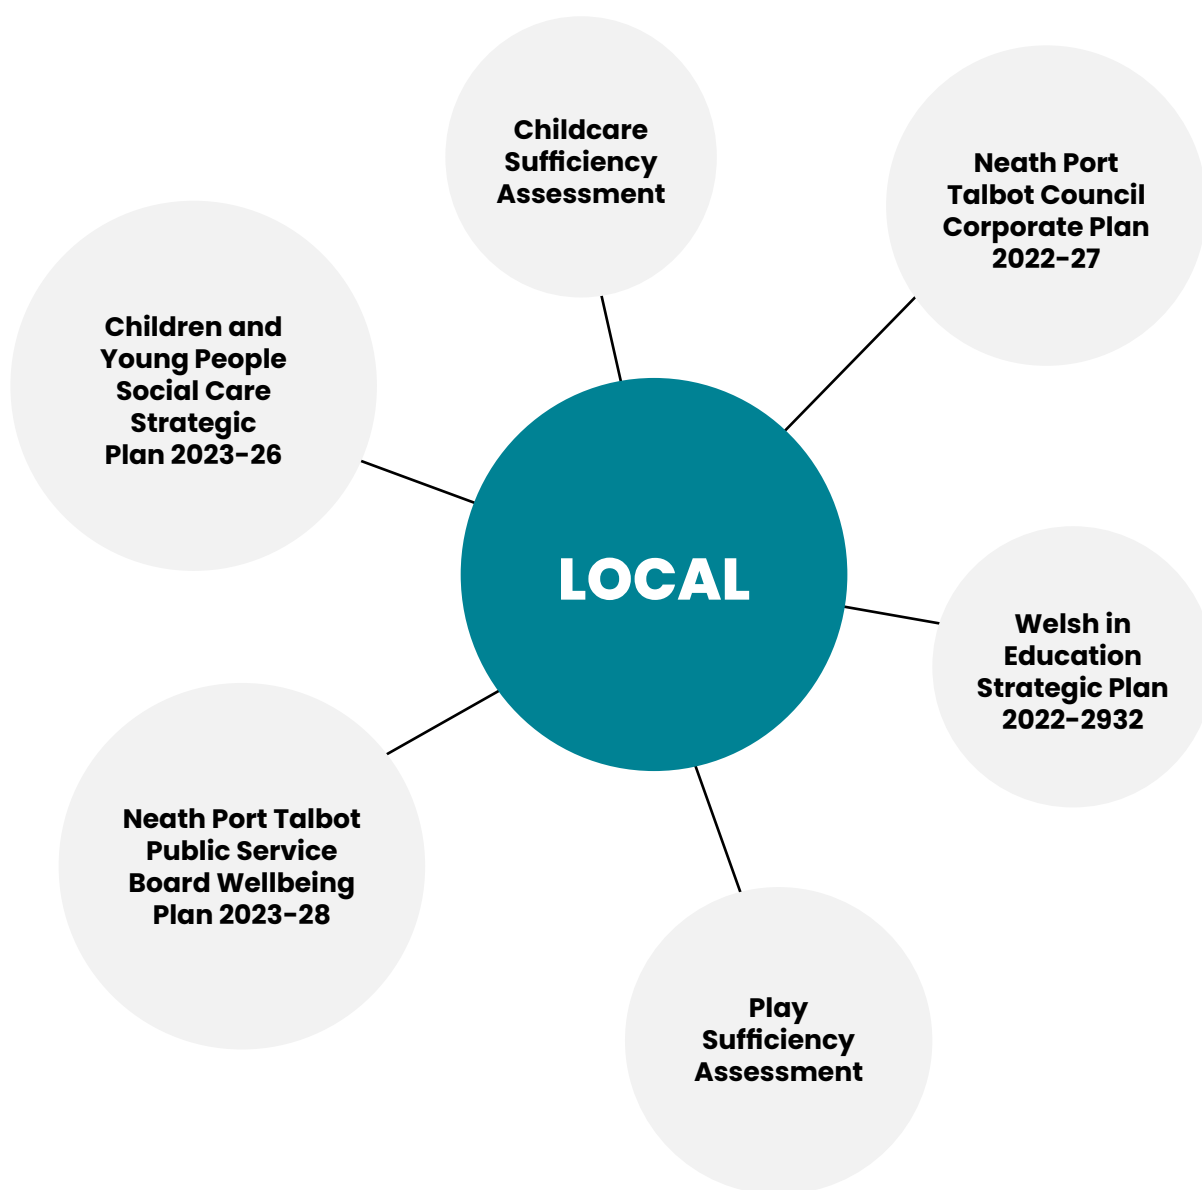 Childcare
Sufficiency
Assessment
Neath Port
Talbot Council
Corporate Plan
2022-27
Children and
Young People
Social Care
Strategic
Plan 2023-26
LOCAL
Welsh in
Education
Strategic Plan
2022-2932
Neath Port Talbot
Public Service
Board Wellbeing
Plan 2023-28
Play
Sufficiency
Assessment